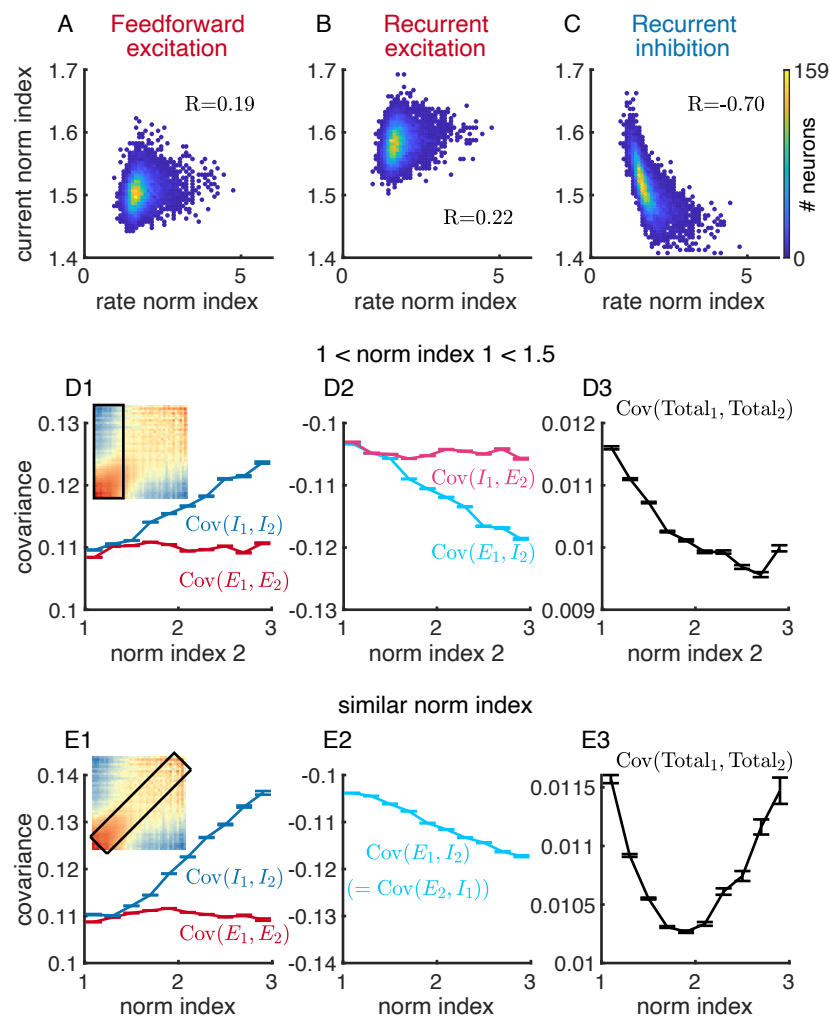 A Feedforward excitation
B Recurrent excitation
C Recurrent inhibition
current norm index
1.7
1.6
1.5
1.4
R=0.19
0 5
rate norm index
1.7
1.6
1.5
1.4
R=0.22
0 5
rate norm index
1.7
1.6
1.5
1.4
R=-0.70
0 5
rate norm index
159
# neurons
0
1 < norm index 1 < 1.5
D1
covariance
0.13
0.12
0.11
0.1
Cov(I₁, I₂)
Cov(E₁, E₂)
1 2 3
norm index 2
D2
-0.1
-0.11
-0.12
-0.13
Cov(I₁, E₂)
Cov(E₁, I₂)
1 2 3
norm index 2
D3
Cov(Total₁, Total₂)
0.012
0.011
0.01
0.009
1 2 3
norm index 2
similar norm index
E1
covariance
0.14
0.13
0.12
0.11
0.1
Cov(I₁, I₂)
Cov(E₁, E₂)
1 2 3
norm index
E2
-0.1
-0.11
-0.12
-0.13
-0.14
Cov(E₁, I₂)
(= Cov(E₂, I₁))
1 2 3
norm index
E3
Cov(Total₁, Total₂)
0.0115
0.011
0.0105
0.01
1 2 3
norm index